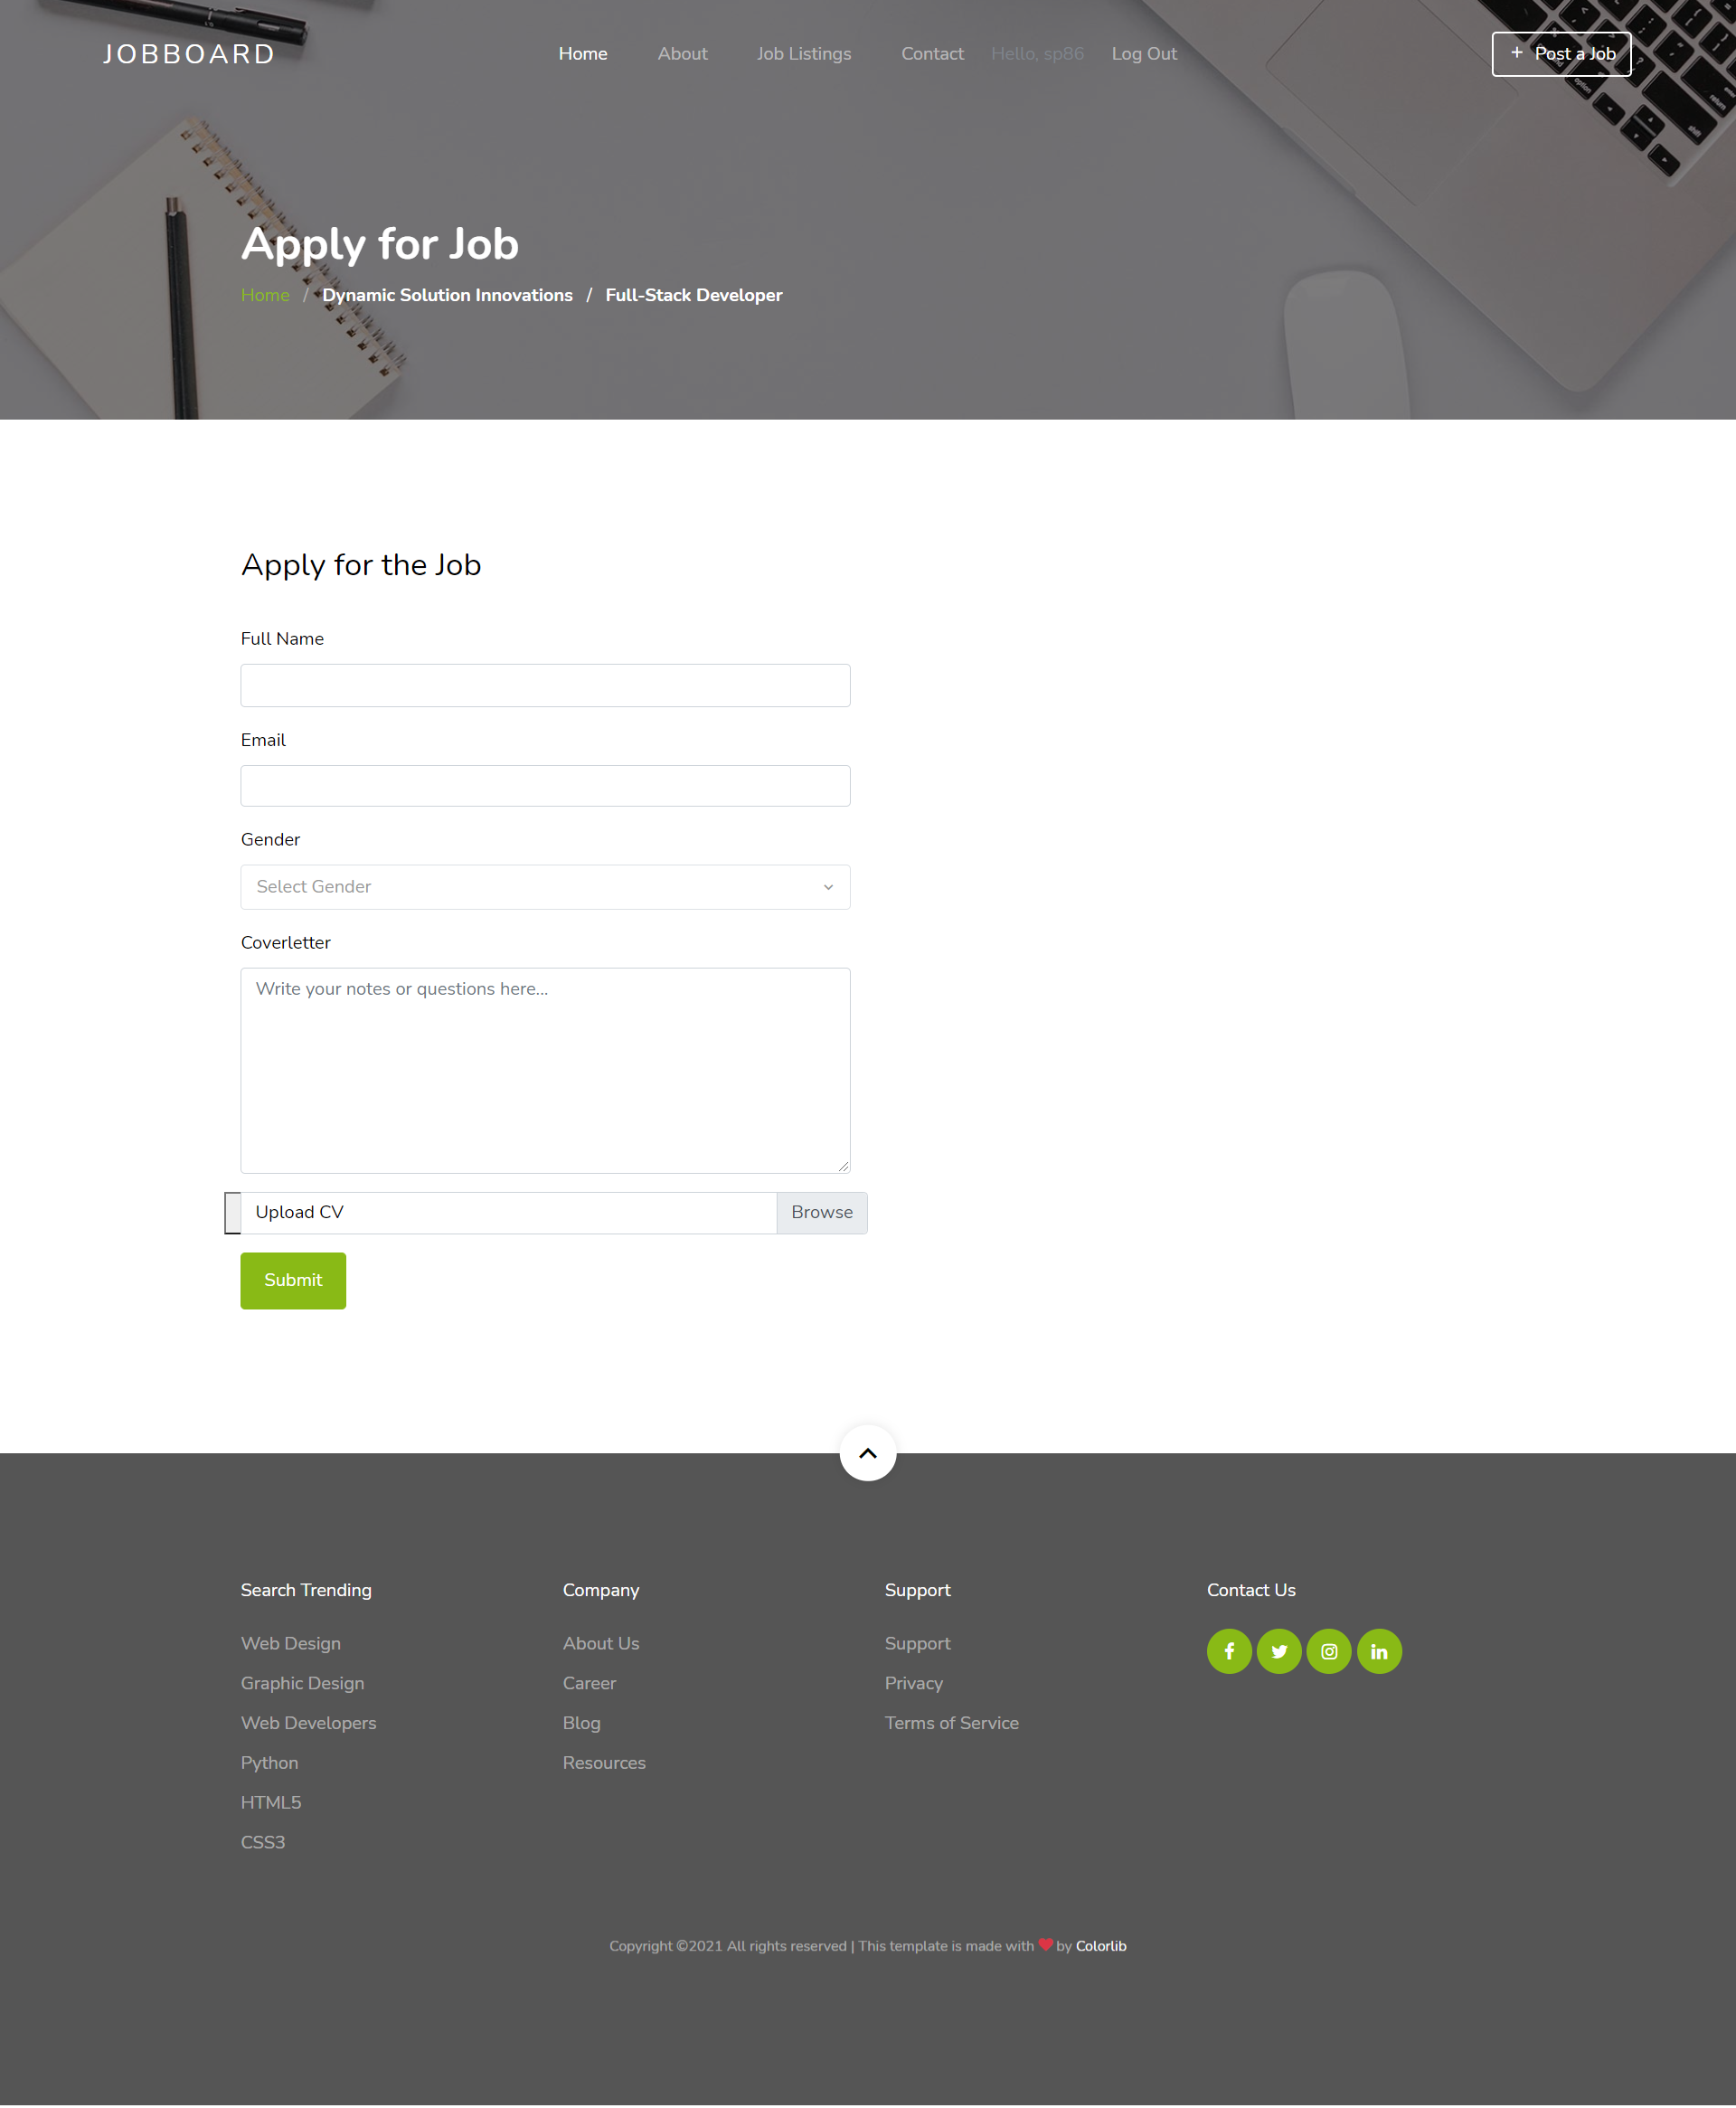 JOBBOARD
Home About Job Listings Contact Hello, sp86 Log Out
+ Post a Job
Apply for Job
Home / Dynamic Solution Innovations / Full-Stack Developer
Apply for the Job
Full Name
Email
Gender
Select Gender
Coverletter
Write your notes or questions here...
Upload CV Browse
Submit
Search Trending
Web Design
Graphic Design
Web Developers
Python
HTML5
CSS3
Company
About Us
Career
Blog
Resources
Support
Support
Privacy
Terms of Service
Contact Us
Copyright ©2021 All rights reserved | This template is made with ❤ by Colorlib